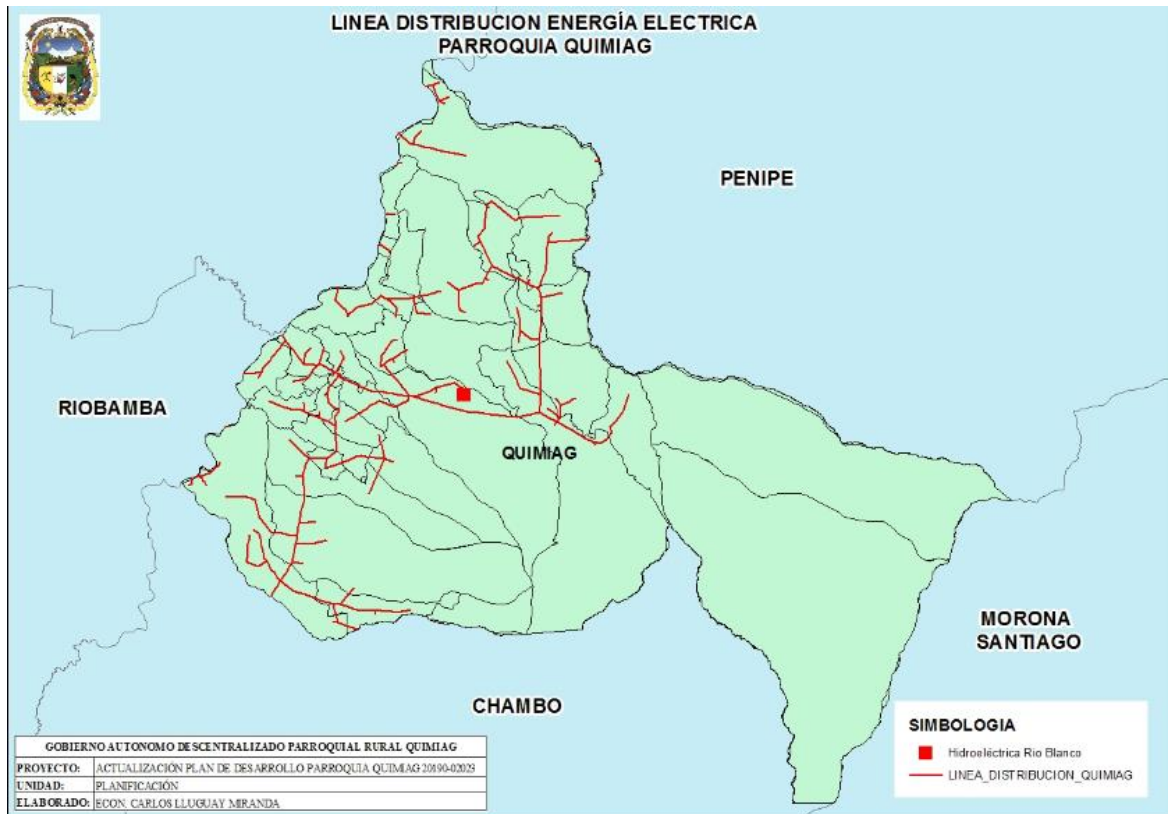 LINEA DISTRIBUCION ENERGÍA ELECTRICA
PARROQUIA QUIMIAG
PENIPE
RIOBAMBA
QUIMIAG
MORONA
SANTIAGO
CHAMBO
SIMBOLOGIA
Hidroeléctrica Rio Blanco
LINEA_DISTRIBUCION_QUIMIAG
GOBIERNO AUTONOMO DESCENTRALIZADO PARROQUIAL RURAL QUIMIAG
PROYECTO: ACTUALIZACIÓN PLAN DE DESARROLLO PARROQUIA QUIMIAG 20190-02023
UNIDAD: PLANIFICACIÓN
ELABORADO: ECON. CARLOS LLUGUAY MIRANDA